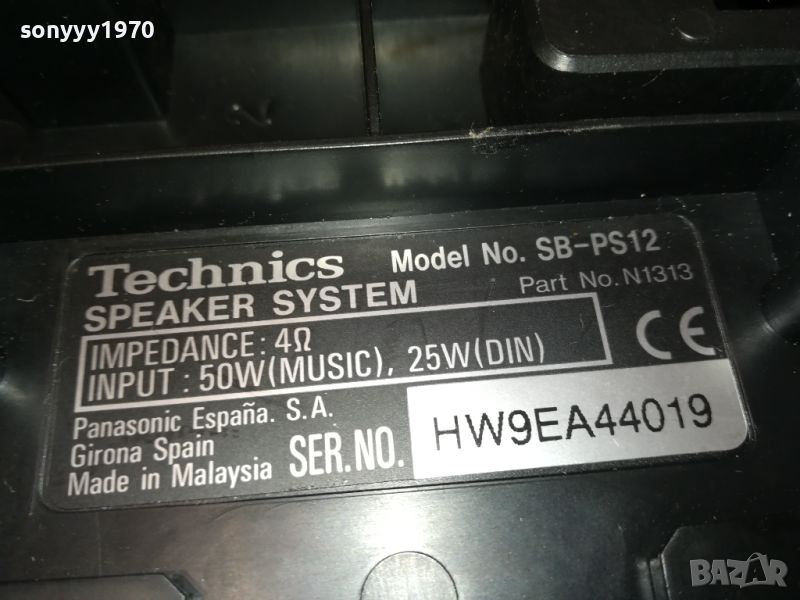 sonyyy1970
Technics Model No. SB-PS12
SPEAKER SYSTEM Part No. N1313
IMPEDANCE: 4Ω
INPUT : 50W(MUSIC), 25W(DIN)
CE
Panasonic España. S.A.
Girona Spain
Made in Malaysia
SER.NO. HW9EA44019
BAZAR